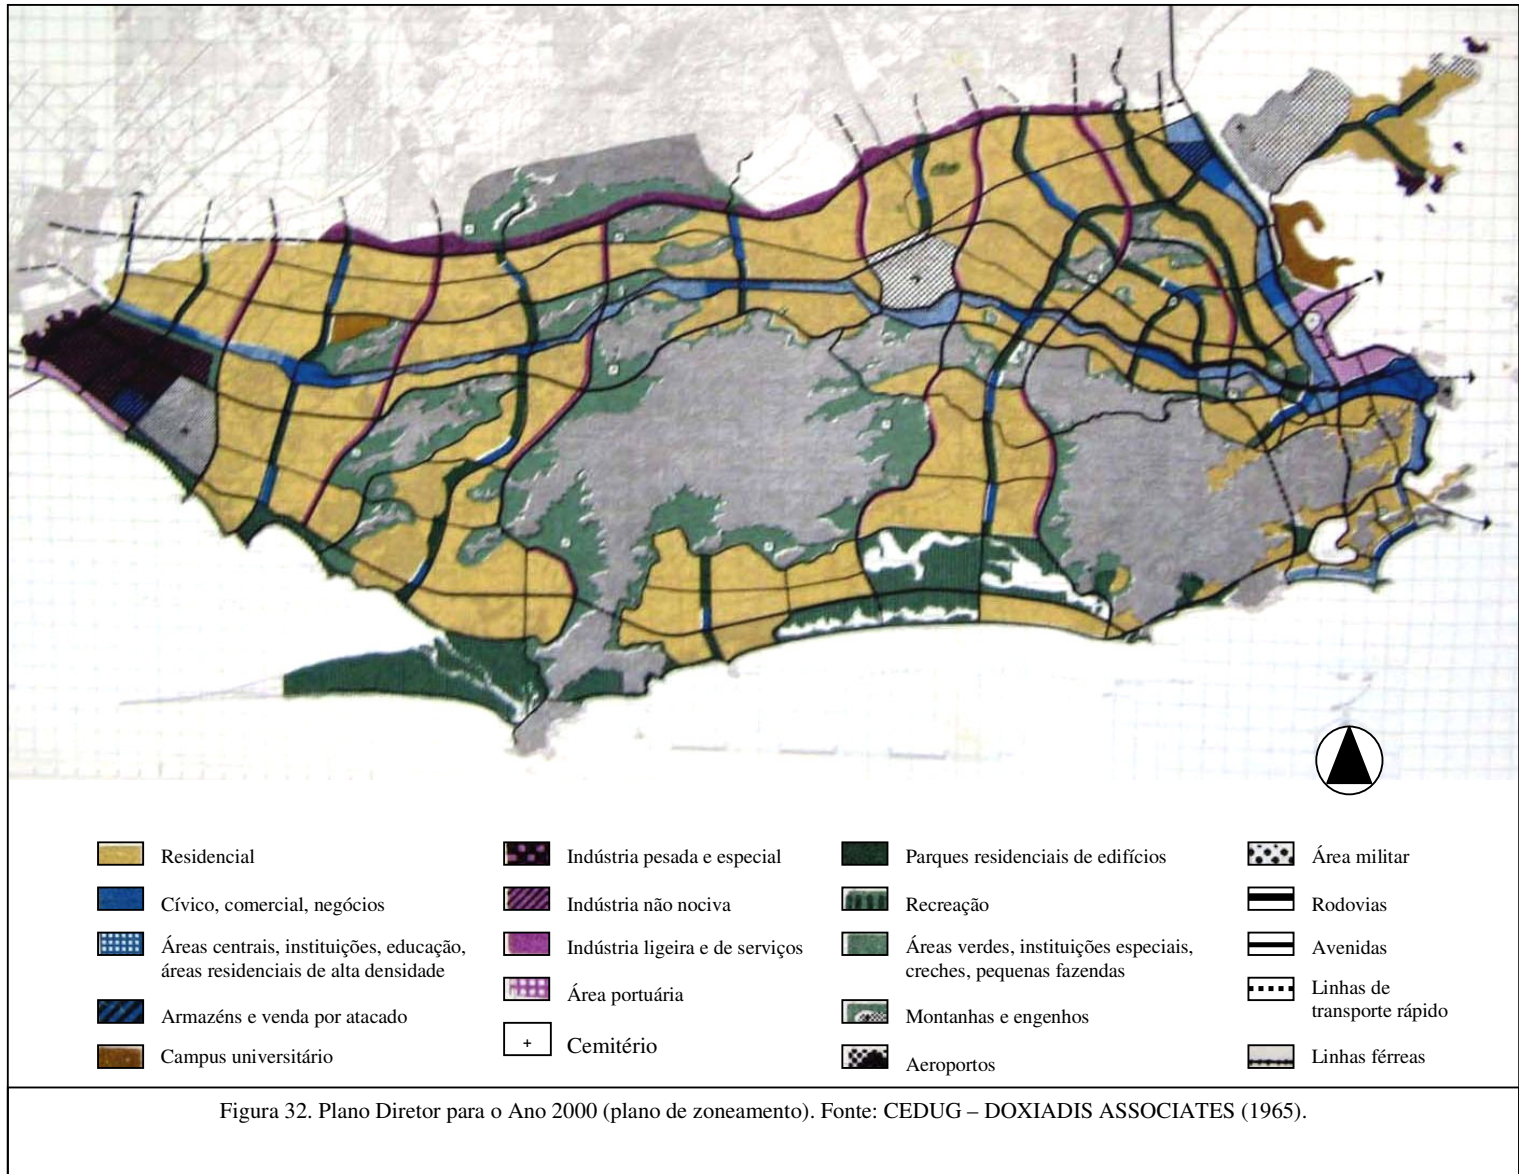 Residencial
Cívico, comercial, negócios
Áreas centrais, instituições, educação,
áreas residenciais de alta densidade
Armazéns e venda por atacado
Campus universitário
Indústria pesada e especial
Indústria não nociva
Indústria ligeira e de serviços
Área portuária
+ Cemitério
Parques residenciais de edifícios
Recreação
Áreas verdes, instituições especiais,
creches, pequenas fazendas
Montanhas e engenhos
Aeroportos
Área militar
Rodovias
Avenidas
Linhas de
transporte rápido
Linhas férreas
Figura 32. Plano Diretor para o Ano 2000 (plano de zoneamento). Fonte: CEDUG – DOXIADIS ASSOCIATES (1965).